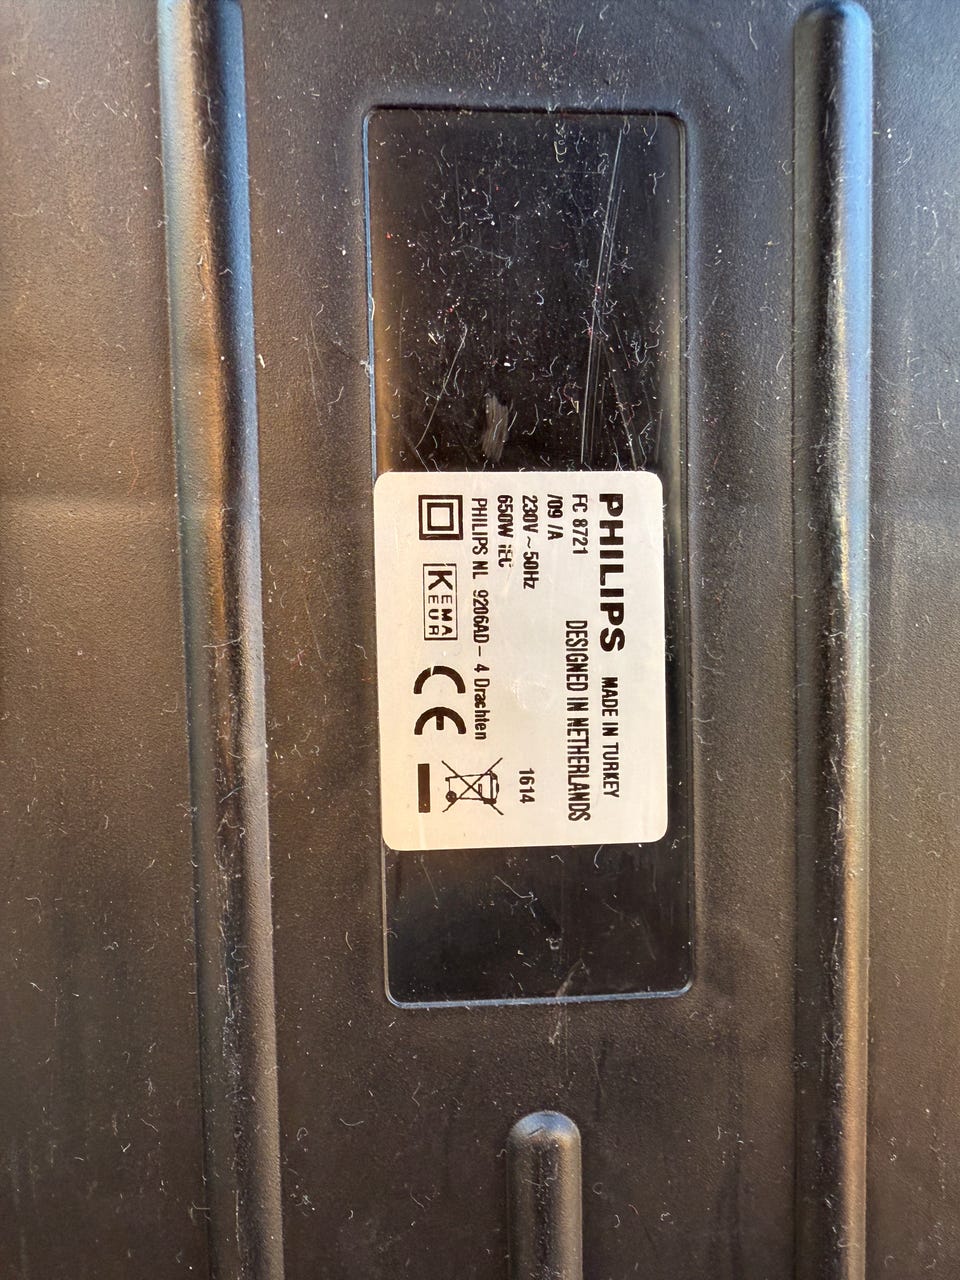 PHILIPS MADE IN TURKEY
FC 8721 DESIGNED IN NETHERLANDS
/09 /A
230V ~ 50Hz 1614
650W IEC
PHILIPS NL 9206AD - 4 Drachten
KEMA
KEUR
CE